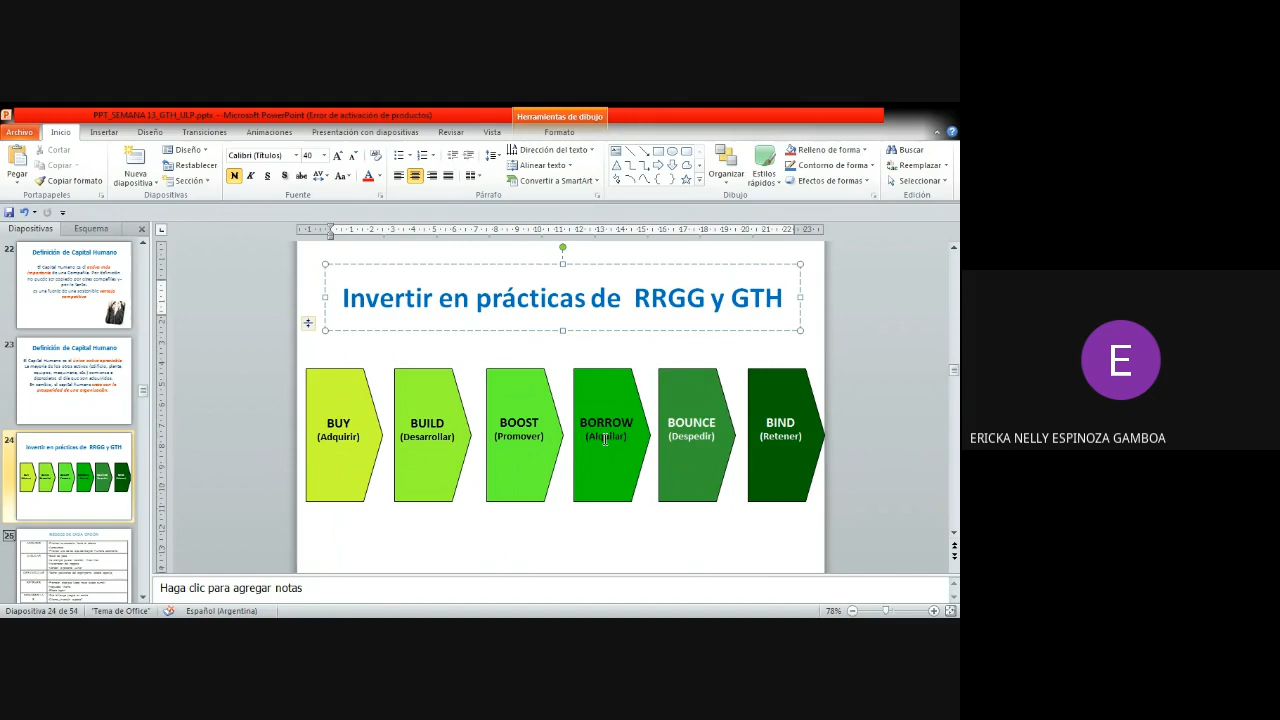 PPT_SEMANA 13_GTH_ULP.pptx - Microsoft PowerPoint (Error de activación de productos)
Herramientas de dibujo
Archivo Inicio Insertar Diseño Transiciones Animaciones Presentación con diapositivas Revisar Vista Formato
Pegar
Cortar
Copiar
Copiar formato
Portapapeles
Nueva diapositiva
Diseño
Restablecer
Sección
Diapositivas
Calibri (Títulos) 40
N K S S abc AV Aa A
Fuente
Dirección del texto
Alinear texto
Convertir a SmartArt
Párrafo
Organizar
Estilos rápidos
Relleno de forma
Contorno de forma
Efectos de formas
Dibujo
Buscar
Reemplazar
Seleccionar
Edición
Diapositivas Esquema
22
Definición de Capital Humano
23
Definición de Capital Humano
24
Invertir en prácticas de RRGG y GTH
25
Invertir en prácticas de RRGG y GTH
BUY
(Adquirir)
BUILD
(Desarrollar)
BOOST
(Promover)
BORROW
(Alquilar)
BOUNCE
(Despedir)
BIND
(Retener)
Haga clic para agregar notas
Diapositiva 24 de 54 "Tema de Office" Español (Argentina) 78%
E
ERICKA NELLY ESPINOZA GAMBOA